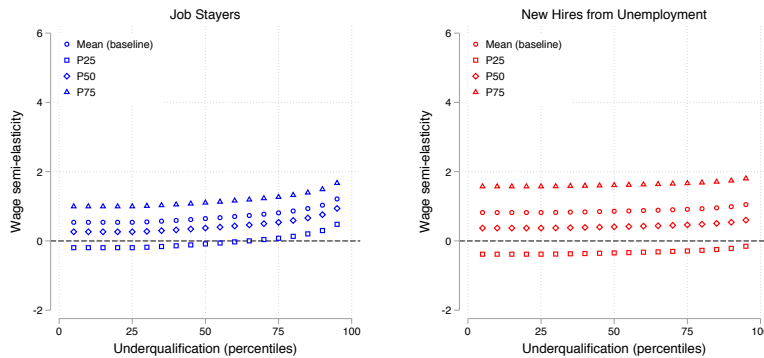 Job Stayers
6
4
2
0
-2
Wage semi-elasticity
Mean (baseline)
P25
P50
P75
0
25
50
75
100
Underqualification (percentiles)
New Hires from Unemployment
6
4
2
0
-2
Wage semi-elasticity
Mean (baseline)
P25
P50
P75
0
25
50
75
Underqualification (percentiles)